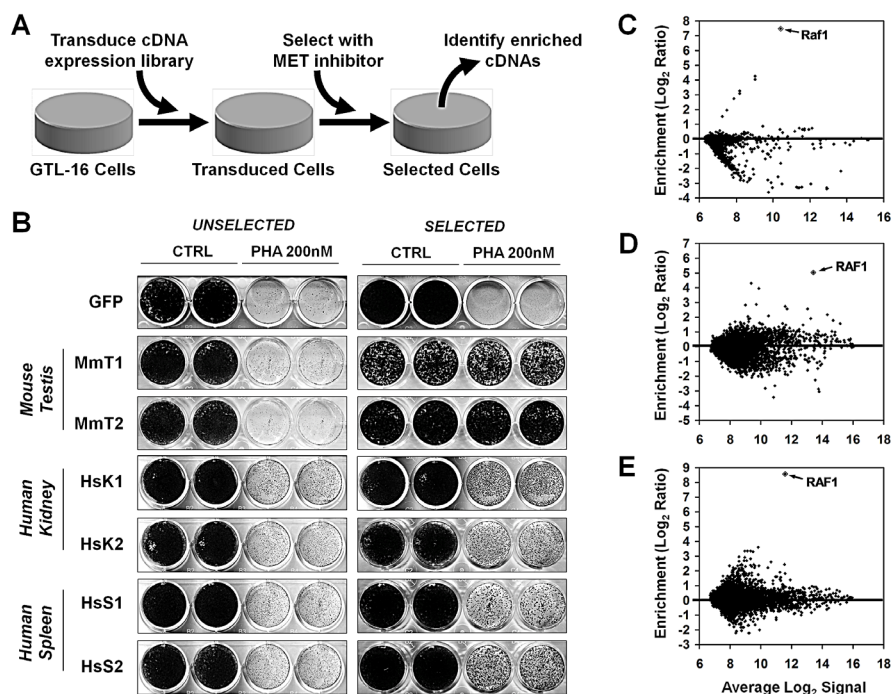 A
Transduce cDNA
expression library
Select with
MET inhibitor
Identify enriched
cDNAs
GTL-16 Cells
Transduced Cells
Selected Cells
B
UNSELECTED
SELECTED
CTRL
PHA 200nM
CTRL
PHA 200nM
GFP
Mouse
Testis
MmT1
MmT2
Human
Kidney
HsK1
HsK2
Human
Spleen
HsS1
HsS2
C
Enrichment (Log2 Ratio)
8
7
6
5
4
3
2
1
0
-1
-2
-3
-4
Raf1
6 8 10 12 14 16
D
Enrichment (Log2 Ratio)
7
6
5
4
3
2
1
0
-1
-2
-3
-4
-5
RAF1
6 8 10 12 14 16 18
E
Enrichment (Log2 Ratio)
9
8
7
6
5
4
3
2
1
0
-1
-2
-3
RAF1
6 8 10 12 14 16 18
Average Log2 Signal